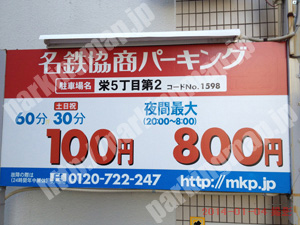 名鉄協商パーキング
駐車場名 栄5丁目第2 コードNo.1598
土日祝
60分 30分
100円
夜間最大
(20:00~8:00)
800円
0120-722-247 http://mkp.jp